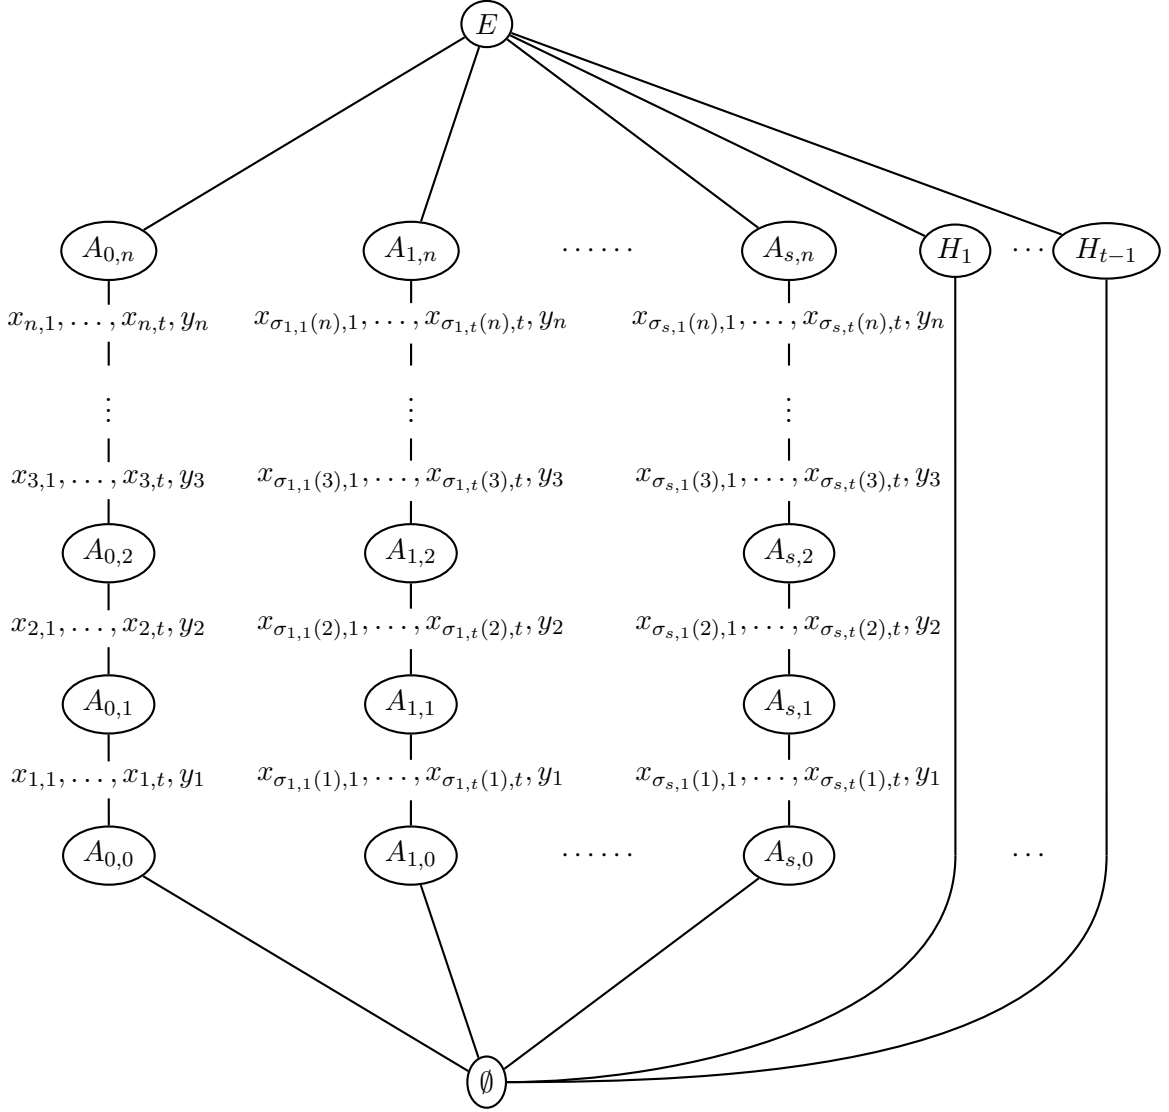 E
A_{0,n} A_{1,n} ⋯⋯ A_{s,n} H_1 ⋯ H_{t−1}
x_{n,1}, …, x_{n,t}, y_n x_{σ_{1,1}(n),1}, …, x_{σ_{1,t}(n),t}, y_n x_{σ_{s,1}(n),1}, …, x_{σ_{s,t}(n),t}, y_n
⋮ ⋮ ⋮
x_{3,1}, …, x_{3,t}, y_3 x_{σ_{1,1}(3),1}, …, x_{σ_{1,t}(3),t}, y_3 x_{σ_{s,1}(3),1}, …, x_{σ_{s,t}(3),t}, y_3
A_{0,2} A_{1,2} A_{s,2}
x_{2,1}, …, x_{2,t}, y_2 x_{σ_{1,1}(2),1}, …, x_{σ_{1,t}(2),t}, y_2 x_{σ_{s,1}(2),1}, …, x_{σ_{s,t}(2),t}, y_2
A_{0,1} A_{1,1} A_{s,1}
x_{1,1}, …, x_{1,t}, y_1 x_{σ_{1,1}(1),1}, …, x_{σ_{1,t}(1),t}, y_1 x_{σ_{s,1}(1),1}, …, x_{σ_{s,t}(1),t}, y_1
A_{0,0} A_{1,0} ⋯⋯ A_{s,0} ⋯
∅